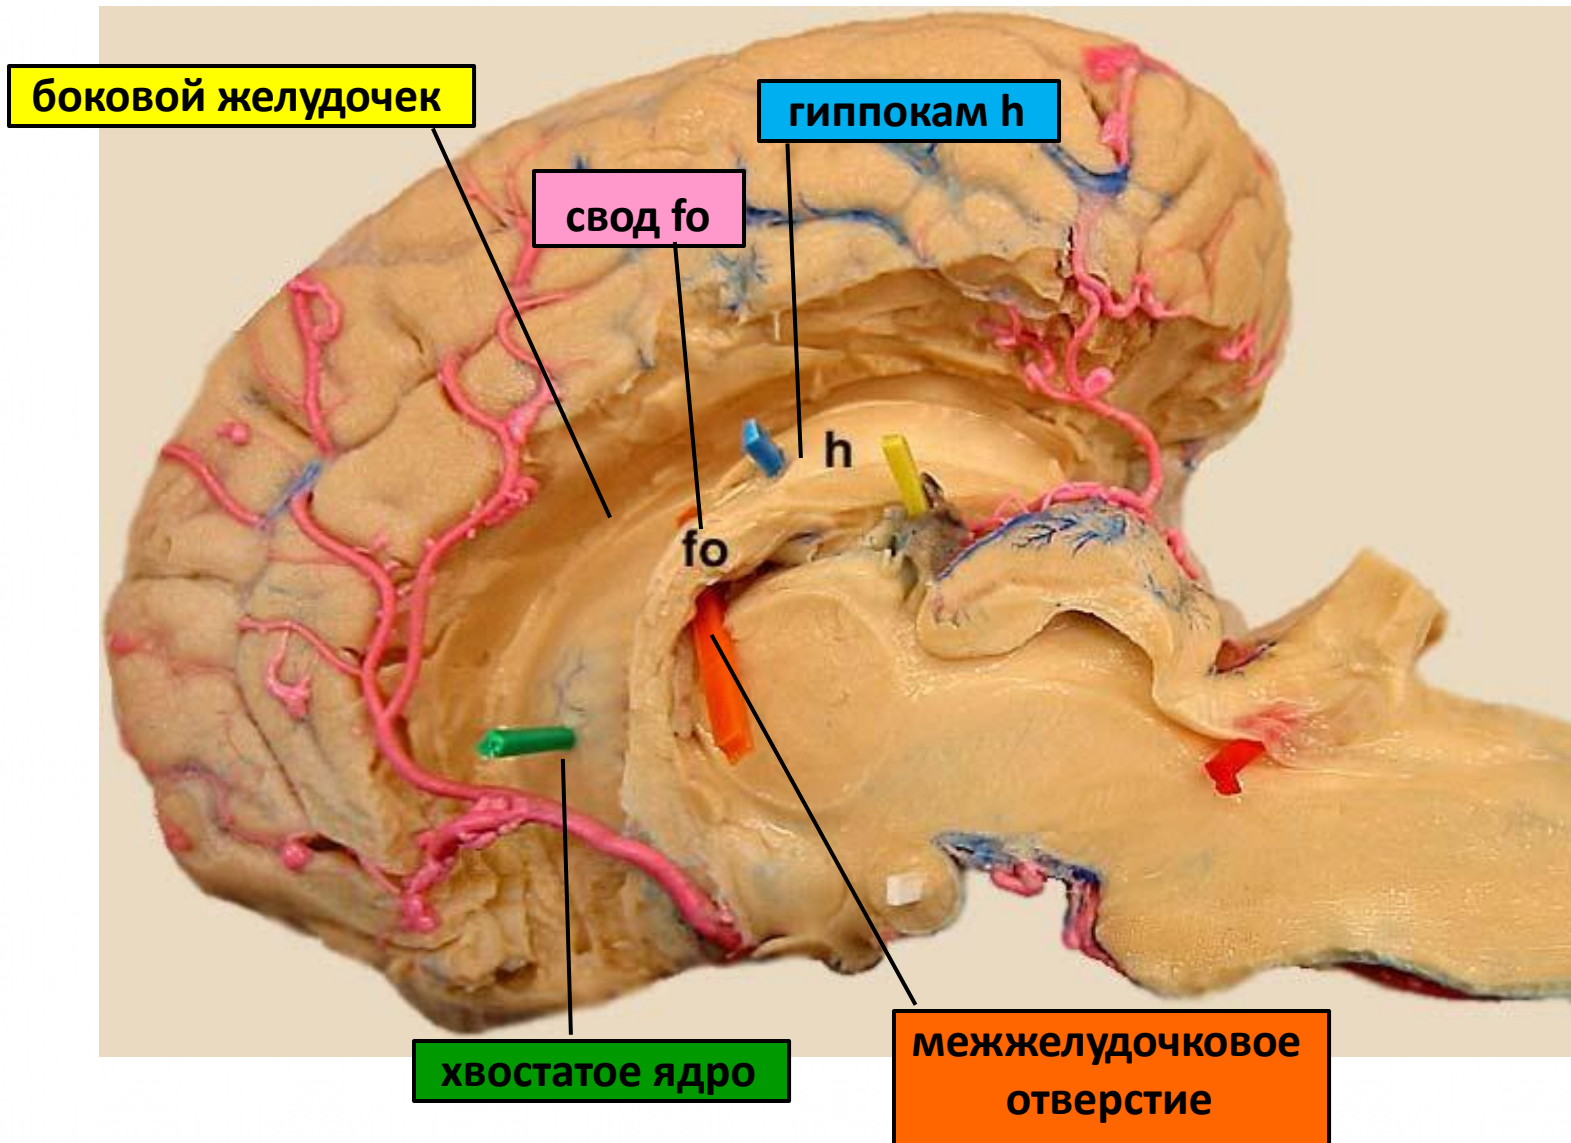 боковой желудочек
гиппокам h
свод fo
h
fo
хвостатое ядро
межжелудочковое
отверстие